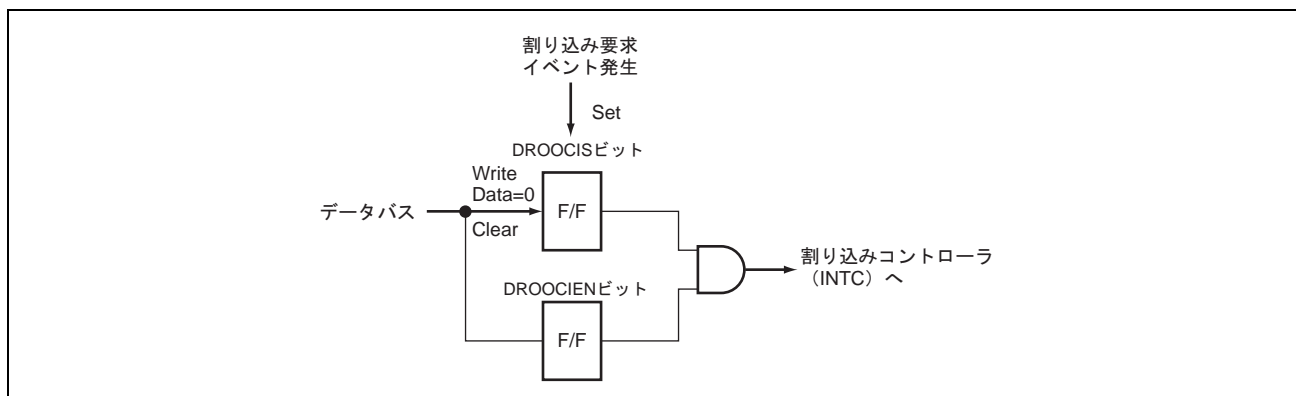 割り込み要求
イベント発生
Set
DROOCISビット
Write
Data=0
データバス
F/F
Clear
割り込みコントローラ
（INTC）へ
DROOCIENビット
F/F